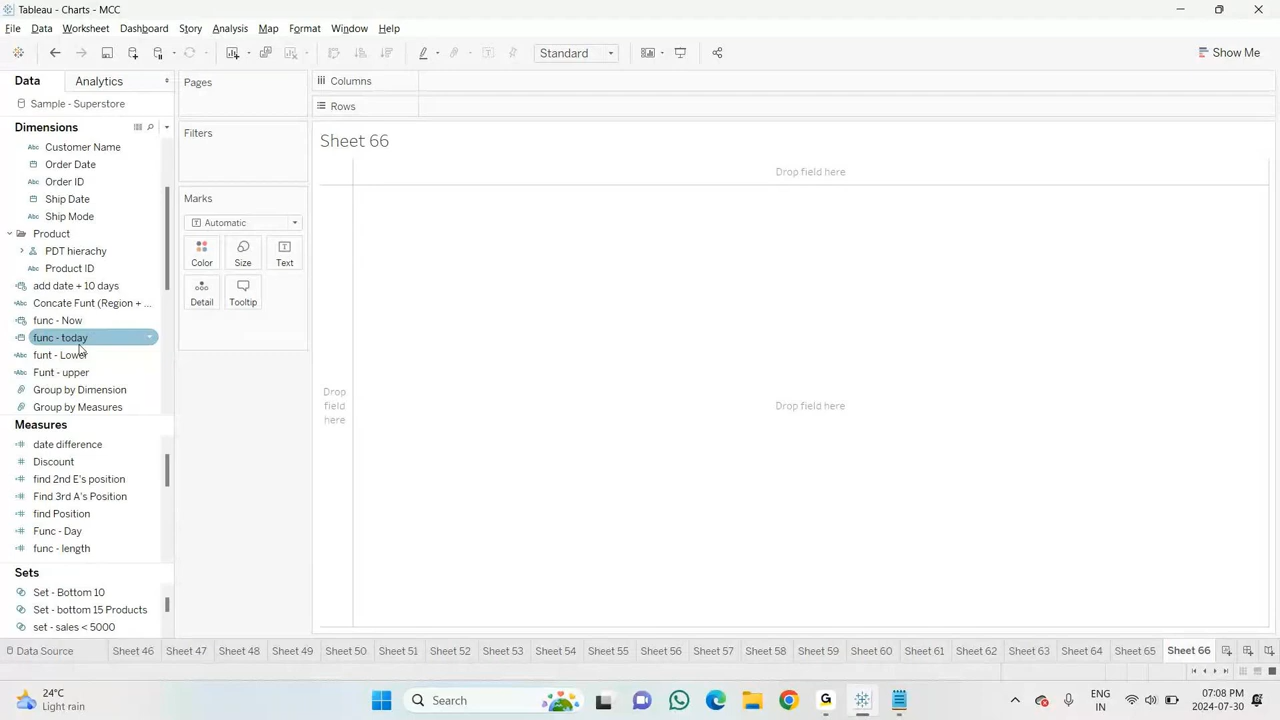 Tableau - Charts - MCC
File Data Worksheet Dashboard Story Analysis Map Format Window Help
Standard
Show Me
Data Analytics
Sample - Superstore
Dimensions
Abc Customer Name
Order Date
Abc Order ID
Ship Date
Abc Ship Mode
Product
PDT hierachy
Abc Product ID
add date + 10 days
Abc Concate Funt (Region + ...
func - Now
func - today
Abc funt - Lower
Abc Funt - upper
Group by Dimension
Group by Measures
Measures
date difference
Discount
find 2nd E's position
Find 3rd A's Position
find Position
Func - Day
func - length
Sets
Set - Bottom 10
Set - bottom 15 Products
set - sales < 5000
Pages
Filters
Marks
Automatic
Color Size Text
Detail Tooltip
Columns
Rows
Sheet 66
Drop field here
Drop
field
here
Drop field here
Data Source Sheet 46 Sheet 47 Sheet 48 Sheet 49 Sheet 50 Sheet 51 Sheet 52 Sheet 53 Sheet 54 Sheet 55 Sheet 56 Sheet 57 Sheet 58 Sheet 59 Sheet 60 Sheet 61 Sheet 62 Sheet 63 Sheet 64 Sheet 65 Sheet 66
24°C
Light rain
Search
ENG
IN
07:08 PM
2024-07-30